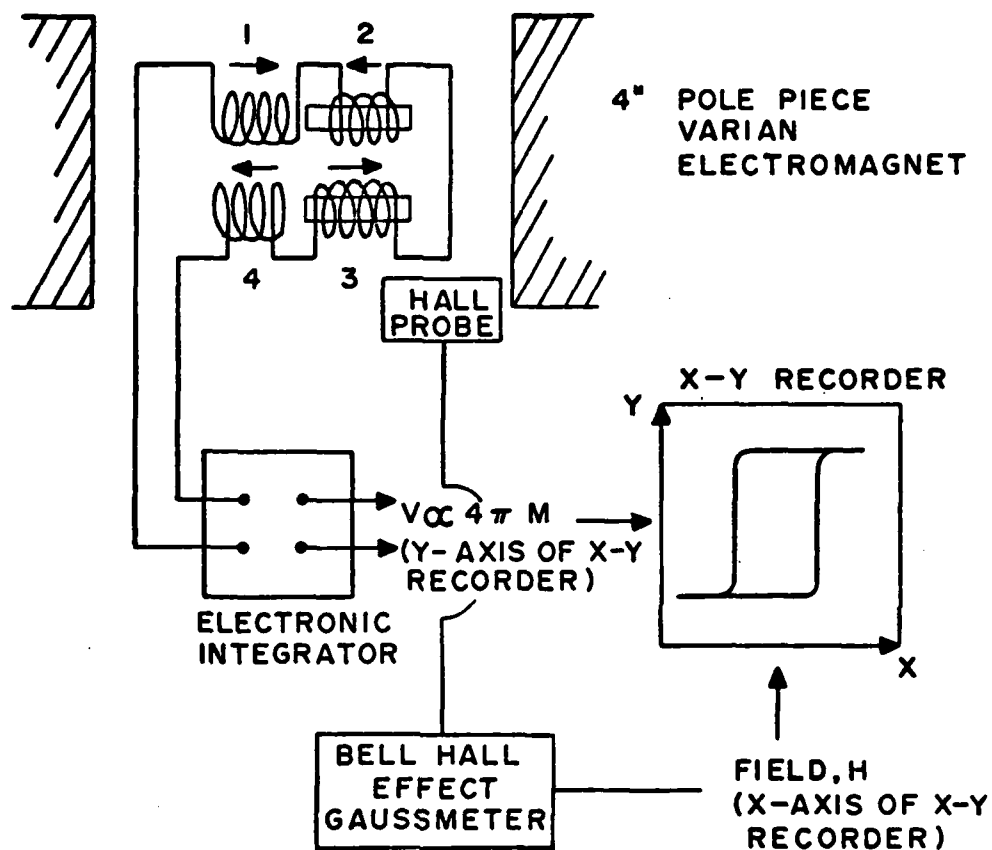 1
2
4" POLE PIECE
VARIAN
ELECTROMAGNET
4
3
HALL
PROBE
X-Y RECORDER
Y
V∝4πM
(Y-AXIS OF X-Y
RECORDER)
ELECTRONIC
INTEGRATOR
X
BELL HALL
EFFECT
GAUSSMETER
FIELD, H
(X-AXIS OF X-Y
RECORDER)